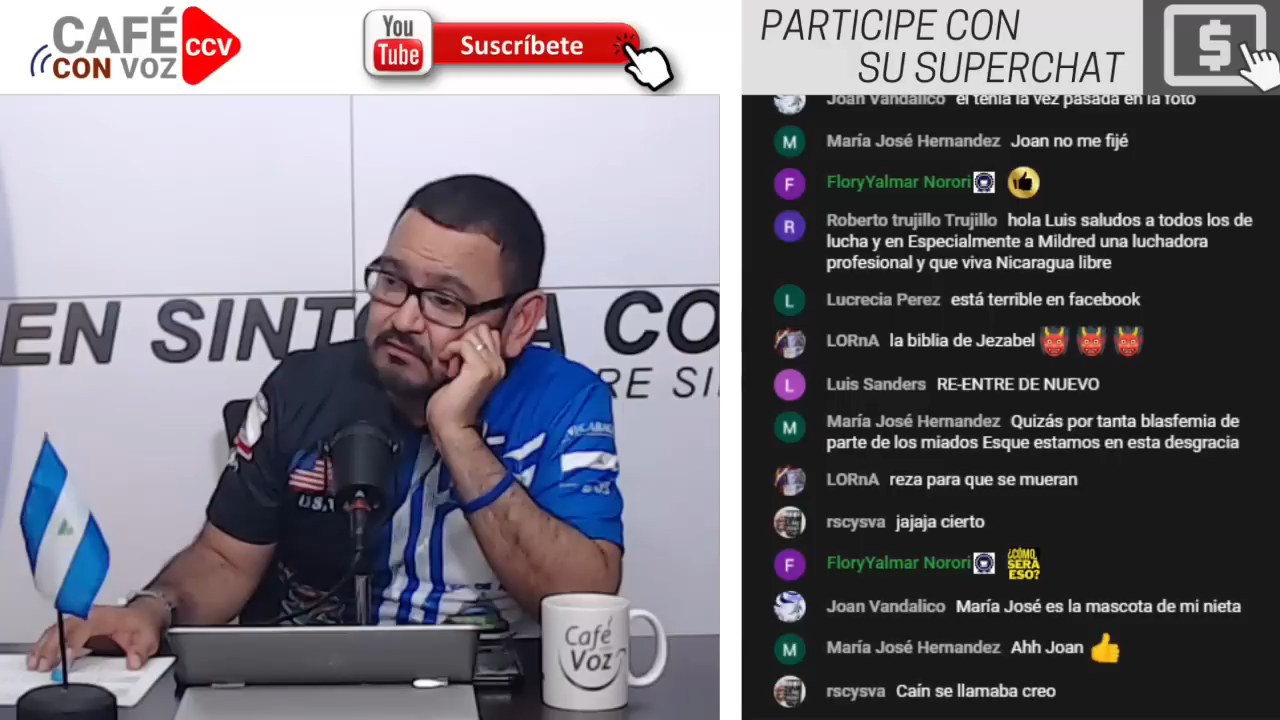 CAFÉ
CON VOZ
CCV
You
Tube
Suscríbete
PARTICIPE CON
SU SUPERCHAT
$
EN SINT A CO
RE SI
U.S.
Café
Voz
Joan Vandalico el tenía la vez pasada en la foto
María José Hernandez Joan no me fijé
FloryYalmar Norori
Roberto trujillo Trujillo hola Luis saludos a todos los de
lucha y en Especialmente a Mildred una luchadora
profesional y que viva Nicaragua libre
Lucrecia Perez está terrible en facebook
LORnA la biblia de Jezabel
Luis Sanders RE-ENTRE DE NUEVO
María José Hernandez Quizás por tanta blasfemia de
parte de los miados Esque estamos en esta desgracia
LORnA reza para que se mueran
rscysva jajaja cierto
FloryYalmar Norori ¿CÓMO
SERÁ
ESO?
Joan Vandalico María José es la mascota de mi nieta
María José Hernandez Ahh Joan
rscysva Caín se llamaba creo